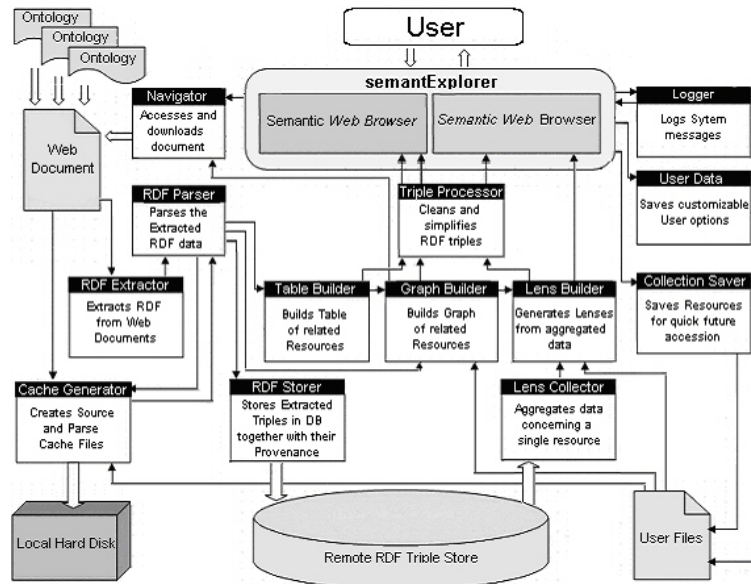 Ontology
Ontology
Ontology
User
semantExplorer
Semantic Web Browser
Semantic Web Browser
Navigator
Accesses and
downloads
document
Logger
Logs Sytem
messages
Web
Document
User Data
Saves customizable
User options
RDF Parser
Parses the
Extracted
RDF data
Triple Processor
Cleans and
simplifies
RDF triples
RDF Extractor
Extracts RDF
from Web
Documents
Table Builder
Builds Table
of related
Resources
Graph Builder
Builds Graph
of related
Resources
Lens Builder
Generates Lenses
from aggregated
data
Collection Saver
Saves Resources
for quick future
accession
Cache Generator
Creates Source
and Parse
Cache Files
RDF Storer
Stores Extracted
Triples in DB
together with their
Provenance
Lens Collector
Aggregates data
concerning a
single resource
Local Hard Disk
Remote RDF Triple Store
User Files